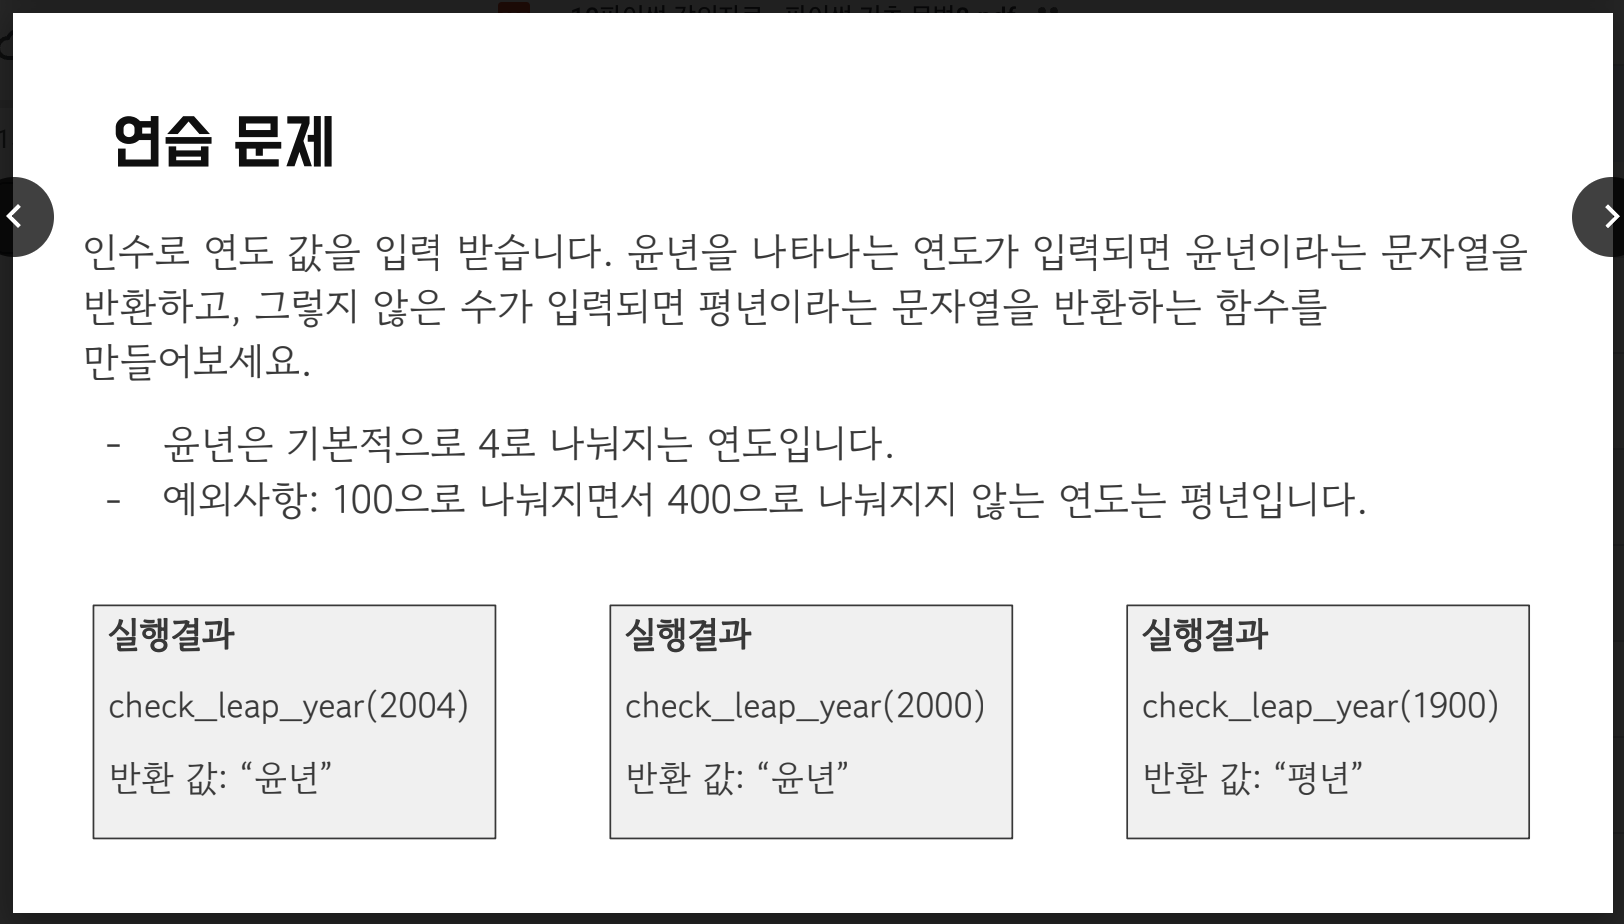 연습 문제
인수로 연도 값을 입력 받습니다. 윤년을 나타나는 연도가 입력되면 윤년이라는 문자열을
반환하고, 그렇지 않은 수가 입력되면 평년이라는 문자열을 반환하는 함수를
만들어보세요.
- 윤년은 기본적으로 4로 나눠지는 연도입니다.
- 예외사항: 100으로 나눠지면서 400으로 나눠지지 않는 연도는 평년입니다.
실행결과
check_leap_year(2004)
반환 값: “윤년”
실행결과
check_leap_year(2000)
반환 값: “윤년”
실행결과
check_leap_year(1900)
반환 값: “평년”